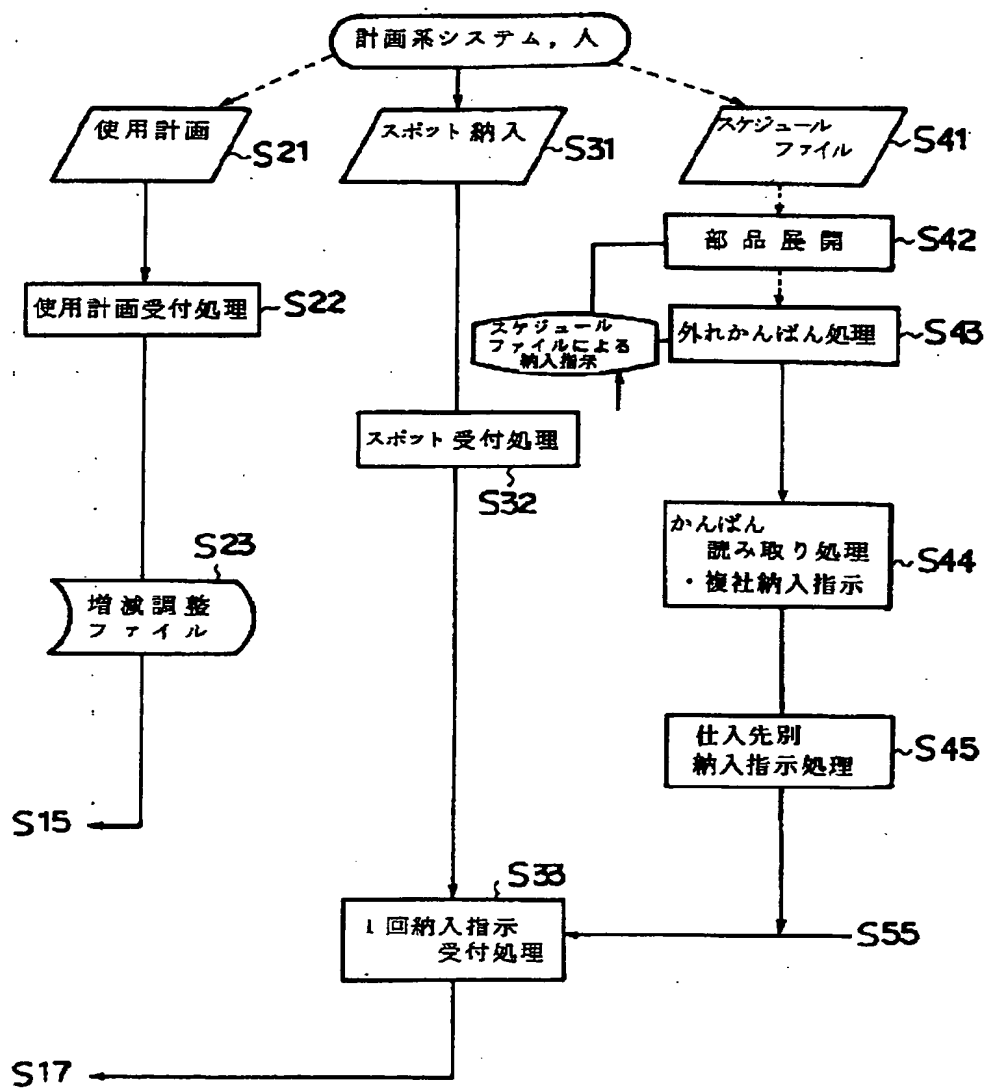 計画系システム，人
使用計画
S21
スポット納入
S31
スケジュール
ファイル
S41
部品展開
S42
使用計画受付処理
S22
スケジュール
ファイルによる
納入指示
外れかんばん処理
S43
スポット受付処理
S32
かんばん
読み取り処理
・複社納入指示
S44
S23
増減調整
ファイル
仕入先別
納入指示処理
S45
S15
S33
1回納入指示
受付処理
S55
S17